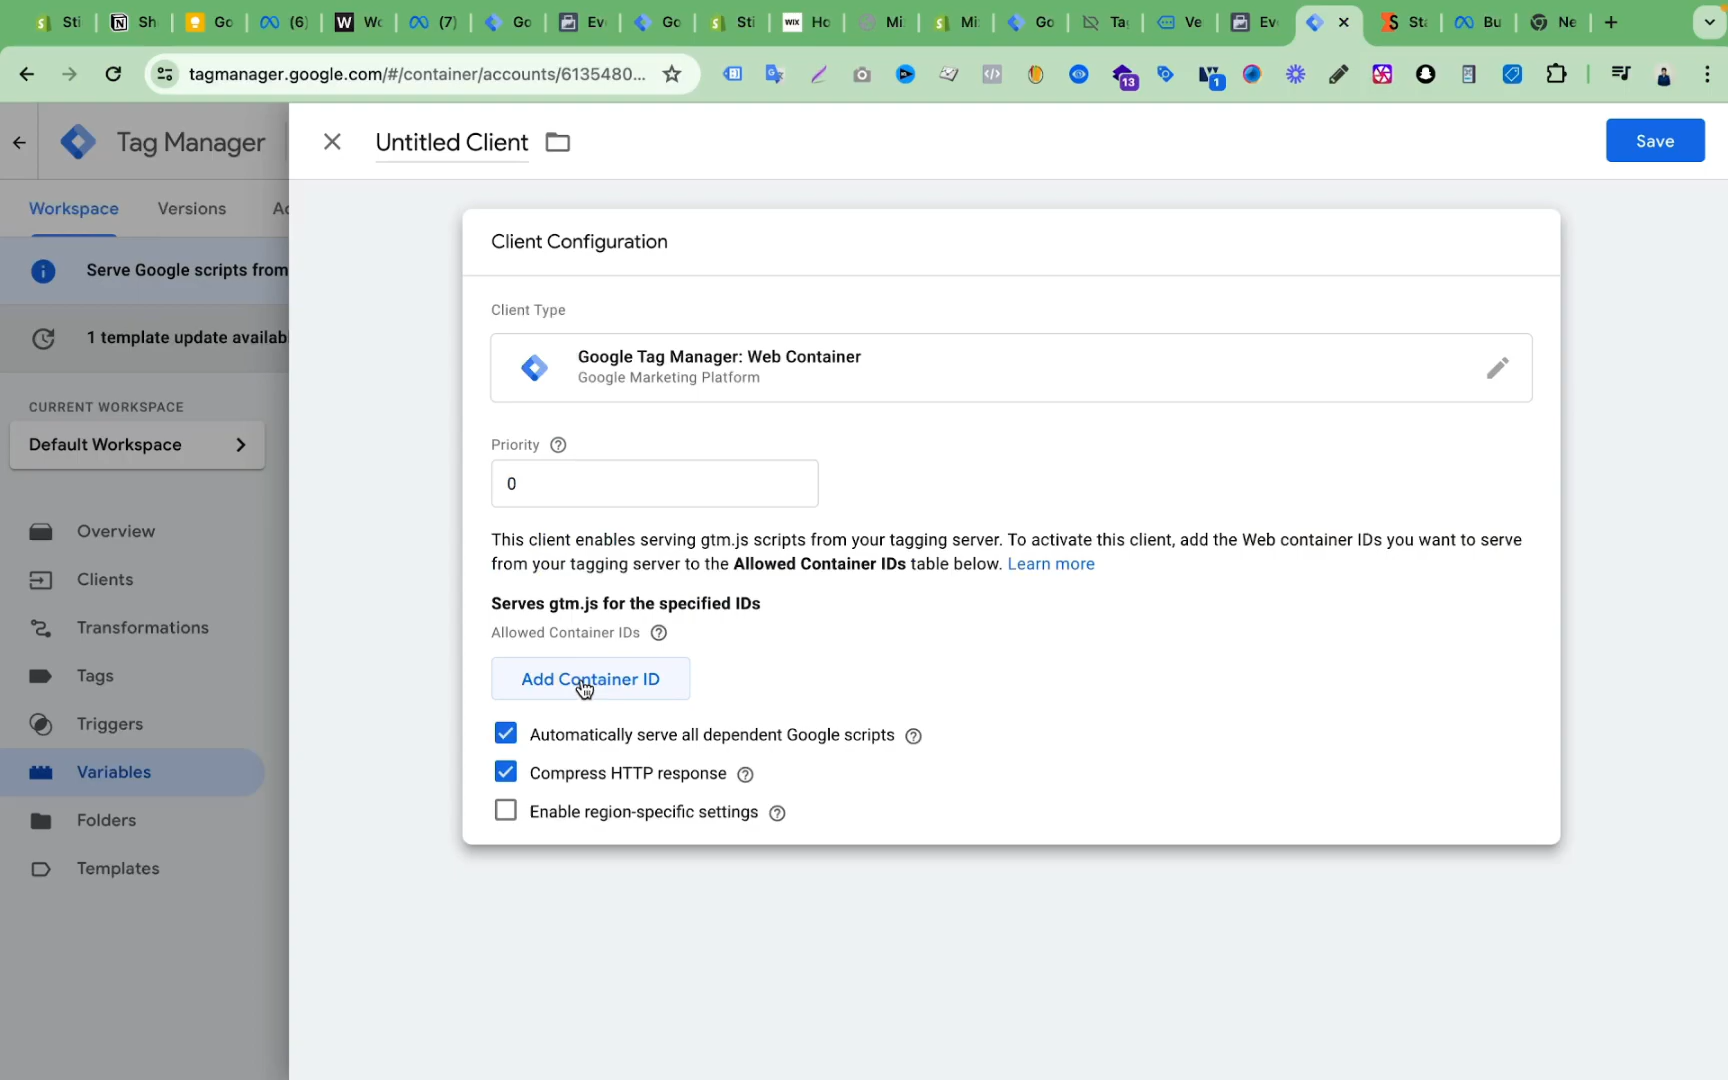 Sti
Sh
Go
(6)
Wo
(7)
Go
Ev
Go
Sti
WIX
Ho
Mi
Mi
Go
Ta
Ve
Ev
St
Bu
Ne
tagmanager.google.com/#/container/accounts/6135480...
13
1
Tag Manager
Untitled Client
Save
Workspace
Versions
Serve Google scripts from
1 template update availab
CURRENT WORKSPACE
Default Workspace
Overview
Clients
Transformations
Tags
Triggers
Variables
Folders
Templates
Client Configuration
Client Type
Google Tag Manager: Web Container
Google Marketing Platform
Priority
0
This client enables serving gtm.js scripts from your tagging server. To activate this client, add the Web container IDs you want to serve
from your tagging server to the Allowed Container IDs table below. Learn more
Serves gtm.js for the specified IDs
Allowed Container IDs
Add Container ID
Automatically serve all dependent Google scripts
Compress HTTP response
Enable region-specific settings